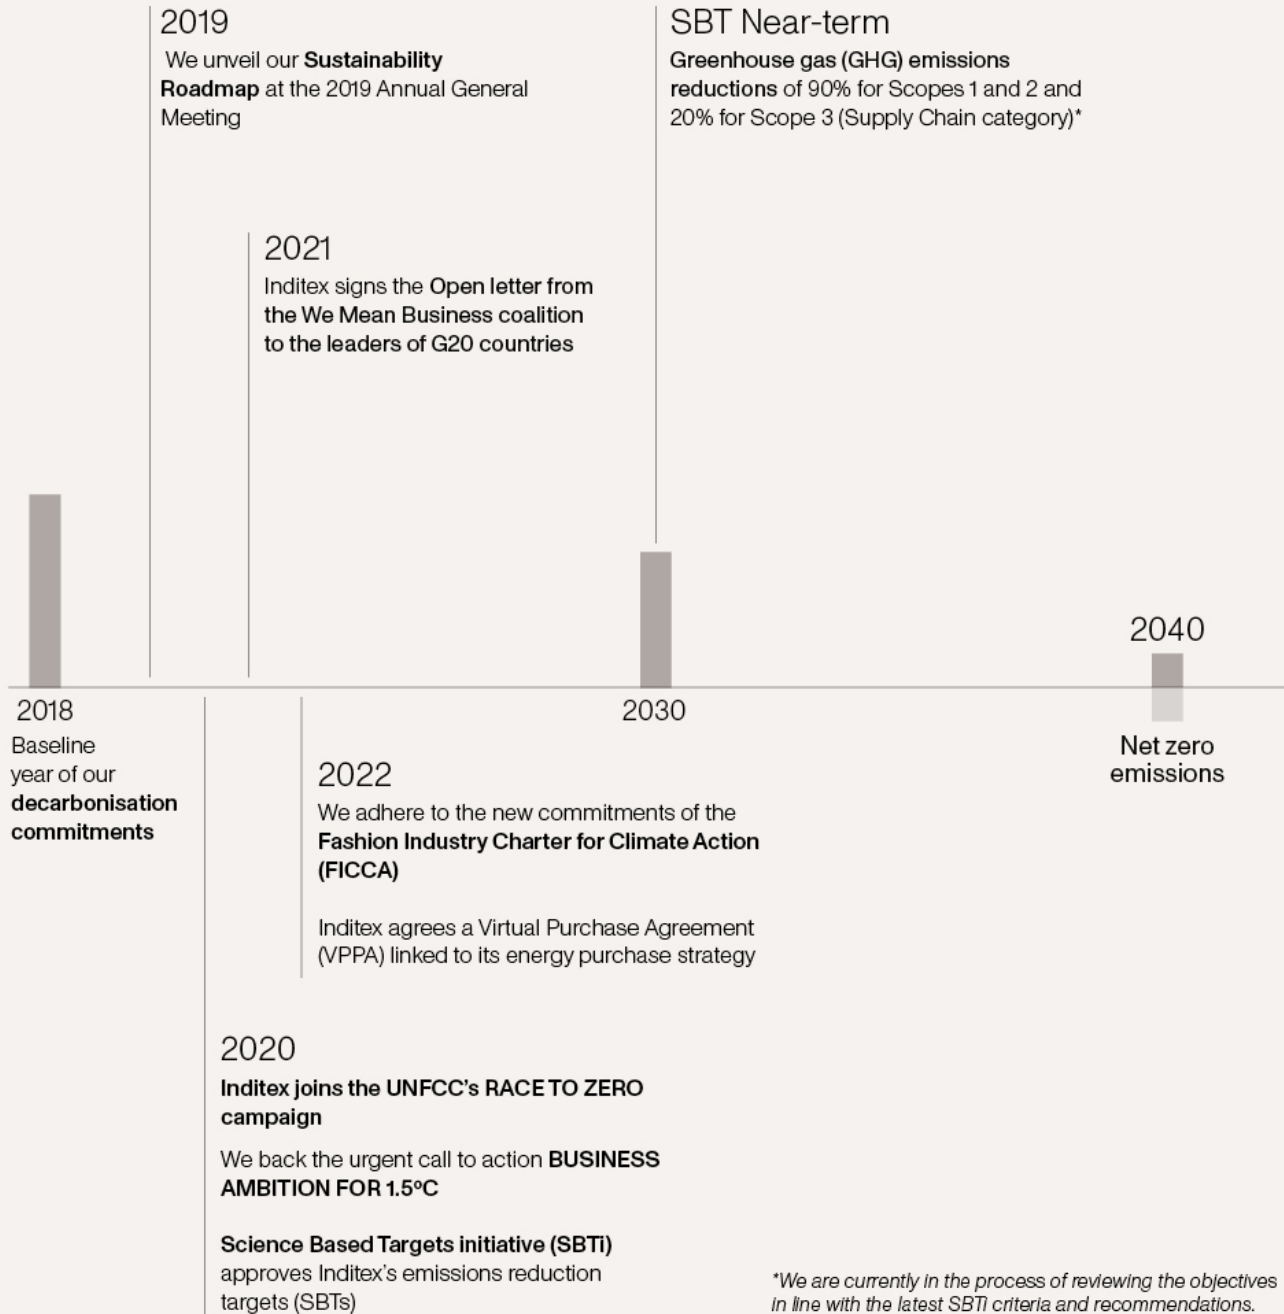 2019
We unveil our Sustainability
Roadmap at the 2019 Annual General
Meeting
SBT Near-term
Greenhouse gas (GHG) emissions
reductions of 90% for Scopes 1 and 2 and
20% for Scope 3 (Supply Chain category)*
2021
Inditex signs the Open letter from
the We Mean Business coalition
to the leaders of G20 countries
2018
Baseline
year of our
decarbonisation
commitments
2030
2040
Net zero
emissions
2022
We adhere to the new commitments of the
Fashion Industry Charter for Climate Action
(FICCA)
Inditex agrees a Virtual Purchase Agreement
(VPPA) linked to its energy purchase strategy
2020
Inditex joins the UNFCC's RACE TO ZERO
campaign
We back the urgent call to action BUSINESS
AMBITION FOR 1.5ºC
Science Based Targets initiative (SBTi)
approves Inditex's emissions reduction
targets (SBTs)
*We are currently in the process of reviewing the objectives
in line with the latest SBTi criteria and recommendations.